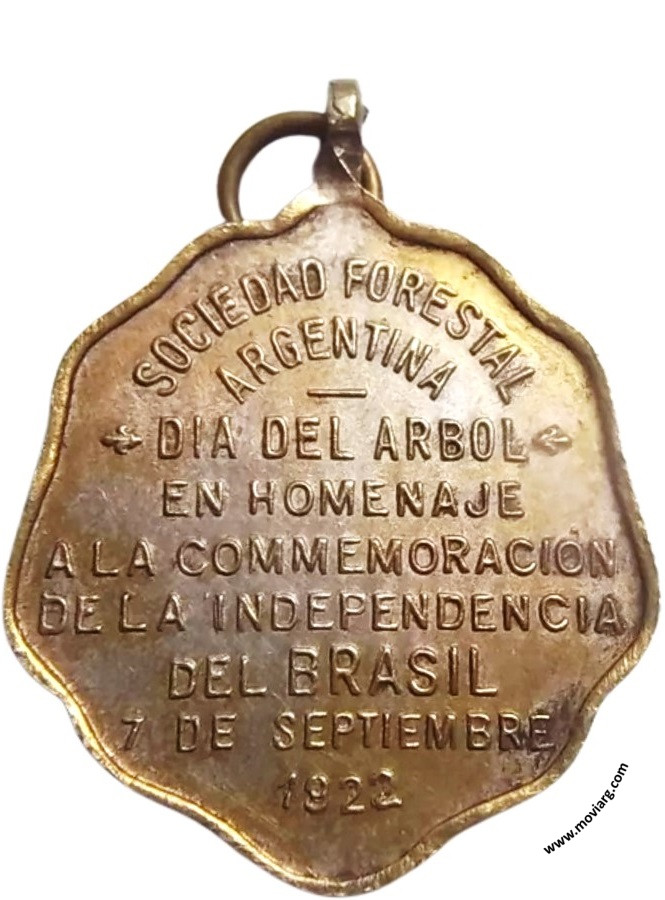 SOCIEDAD FORESTAL
ARGENTINA
DIA DEL ARBOL
EN HOMENAJE
A LA COMMEMORACIÓN
DE LA INDEPENDENCIA
DEL BRASIL
7 DE SEPTIEMBRE
1922
www.moviarg.com